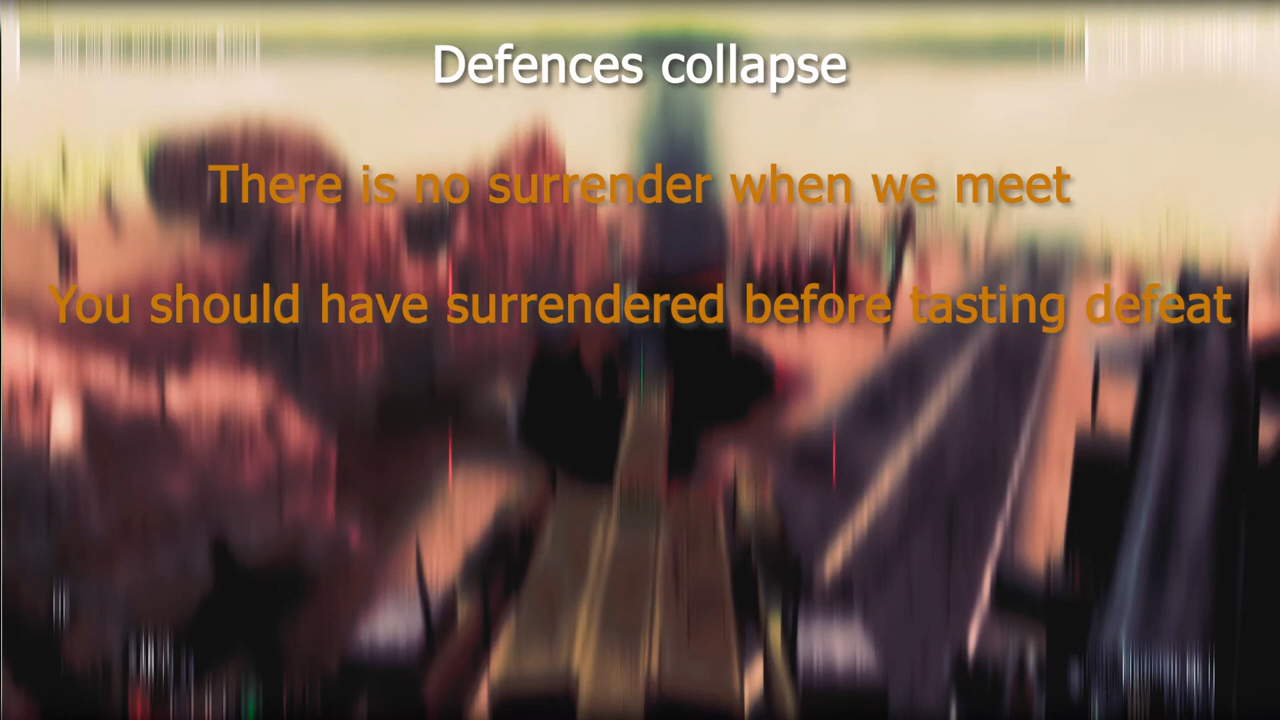 Defences collapse
There is no surrender when we meet
You should have surrendered before tasting defeat